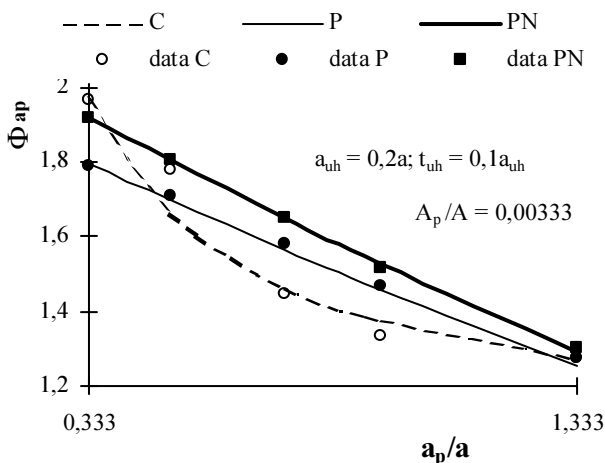 C P PN
data C data P data PN
2
1,8
1,6
1,4
1,2
Φap
auh = 0,2a; tuh = 0,1auh
Ap/A = 0,00333
0,333 1,333
ap/a